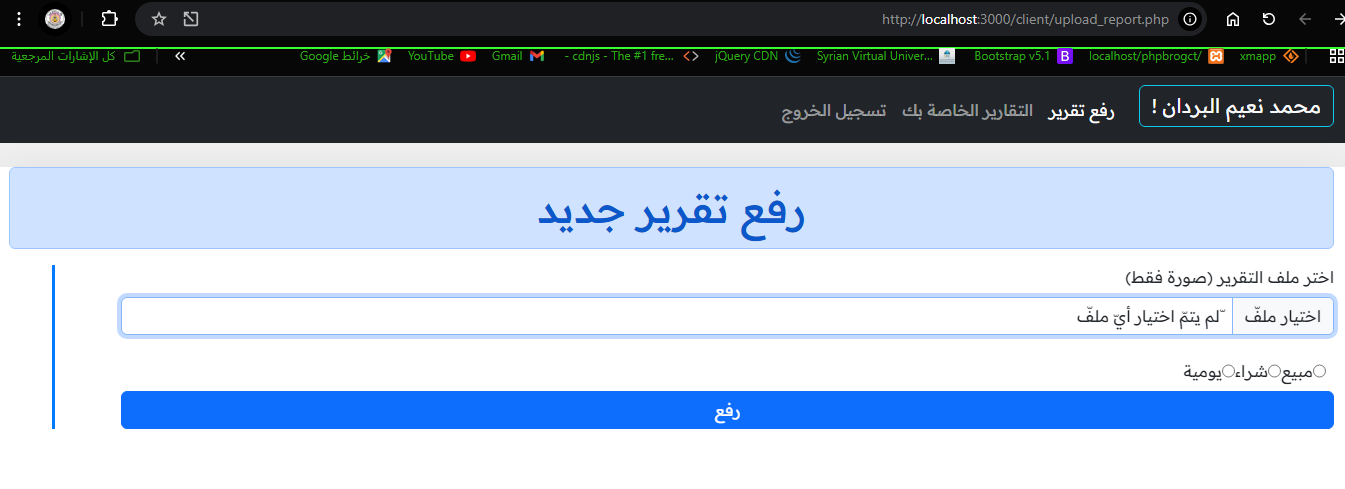 http://localhost:3000/client/upload_report.php
xmapp localhost/phpbrogct/ Bootstrap v5.1 Syrian Virtual Univer... jQuery CDN - cdnjs - The #1 fre... Gmail YouTube خرائط Google » كل الإشارات المرجعية
محمد نعيم البردان ! رفع تقرير التقارير الخاصة بك تسجيل الخروج
رفع تقرير جديد
اختر ملف التقرير (صورة فقط)
اختيار ملفّ لم يتمّ اختيار أيّ ملفّ
مبيع شراء يومية
رفع